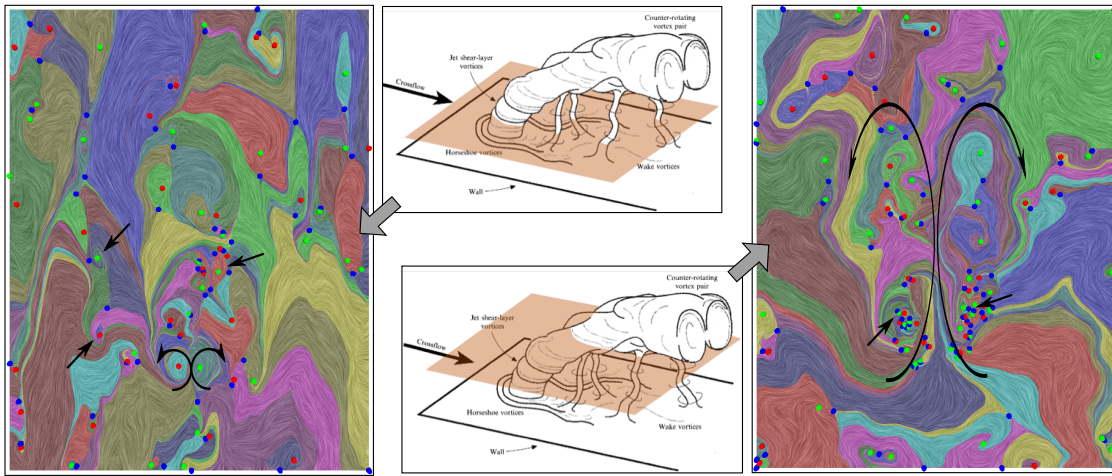 Counter-rotating
vortex pair
Jet shear-layer
vortices
Crossflow
Horseshoe vortices
Wake vortices
Wall
Counter-rotating
vortex pair
Jet shear-layer
vortices
Crossflow
Horseshoe vortices
Wake vortices
Wall